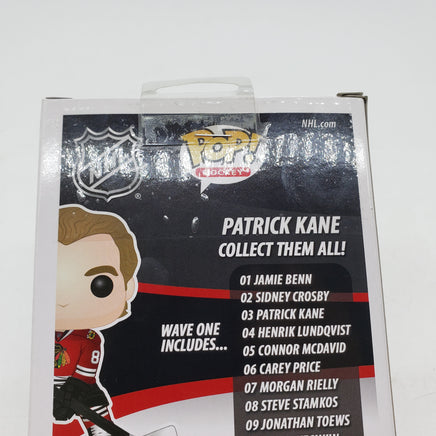 NHL.com
NHL
POP!
HOCKEY
PATRICK KANE
COLLECT THEM ALL!
WAVE ONE
INCLUDES...
01 JAMIE BENN
02 SIDNEY CROSBY
03 PATRICK KANE
04 HENRIK LUNDQVIST
05 CONNOR MCDAVID
06 CAREY PRICE
07 MORGAN RIELLY
08 STEVE STAMKOS
09 JONATHAN TOEWS
8